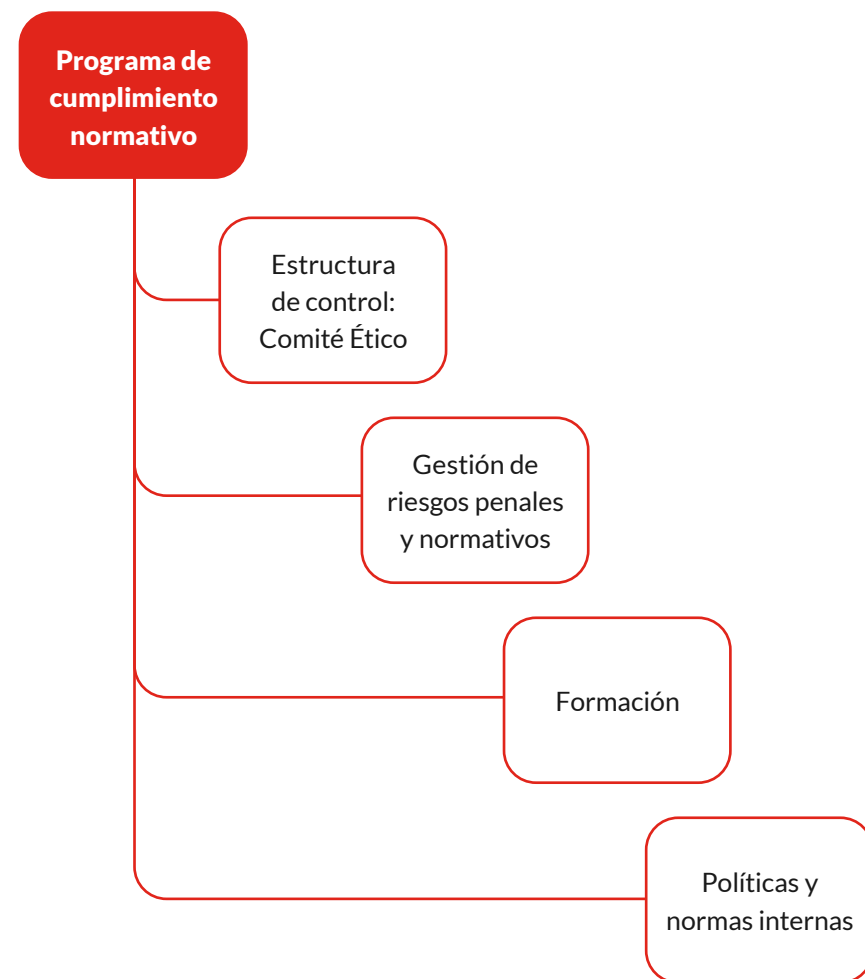 Programa de
cumplimiento
normativo
Estructura
de control:
Comité Ético
Gestión de
riesgos penales
y normativos
Formación
Políticas y
normas internas